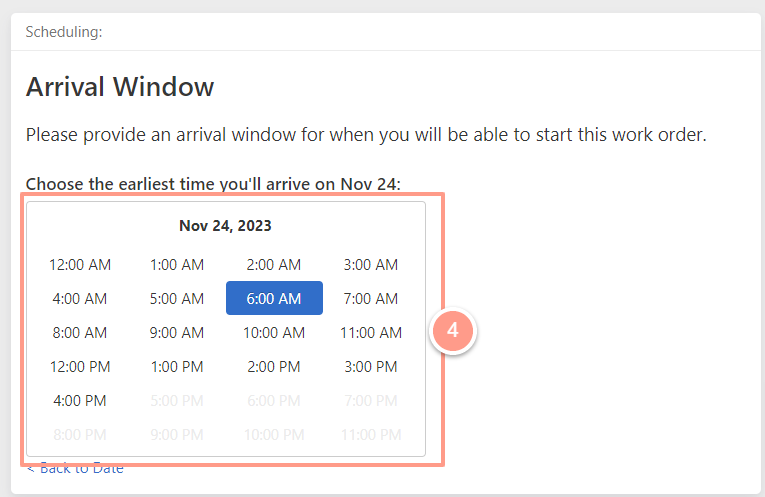 Scheduling:
Arrival Window
Please provide an arrival window for when you will be able to start this work order.
Choose the earliest time you'll arrive on Nov 24:
Nov 24, 2023
12:00 AM 1:00 AM 2:00 AM 3:00 AM
4:00 AM 5:00 AM 6:00 AM 7:00 AM
8:00 AM 9:00 AM 10:00 AM 11:00 AM
4
12:00 PM 1:00 PM 2:00 PM 3:00 PM
4:00 PM 5:00 PM 6:00 PM 7:00 PM
8:00 PM 9:00 PM 10:00 PM 11:00 PM
< Back to Date